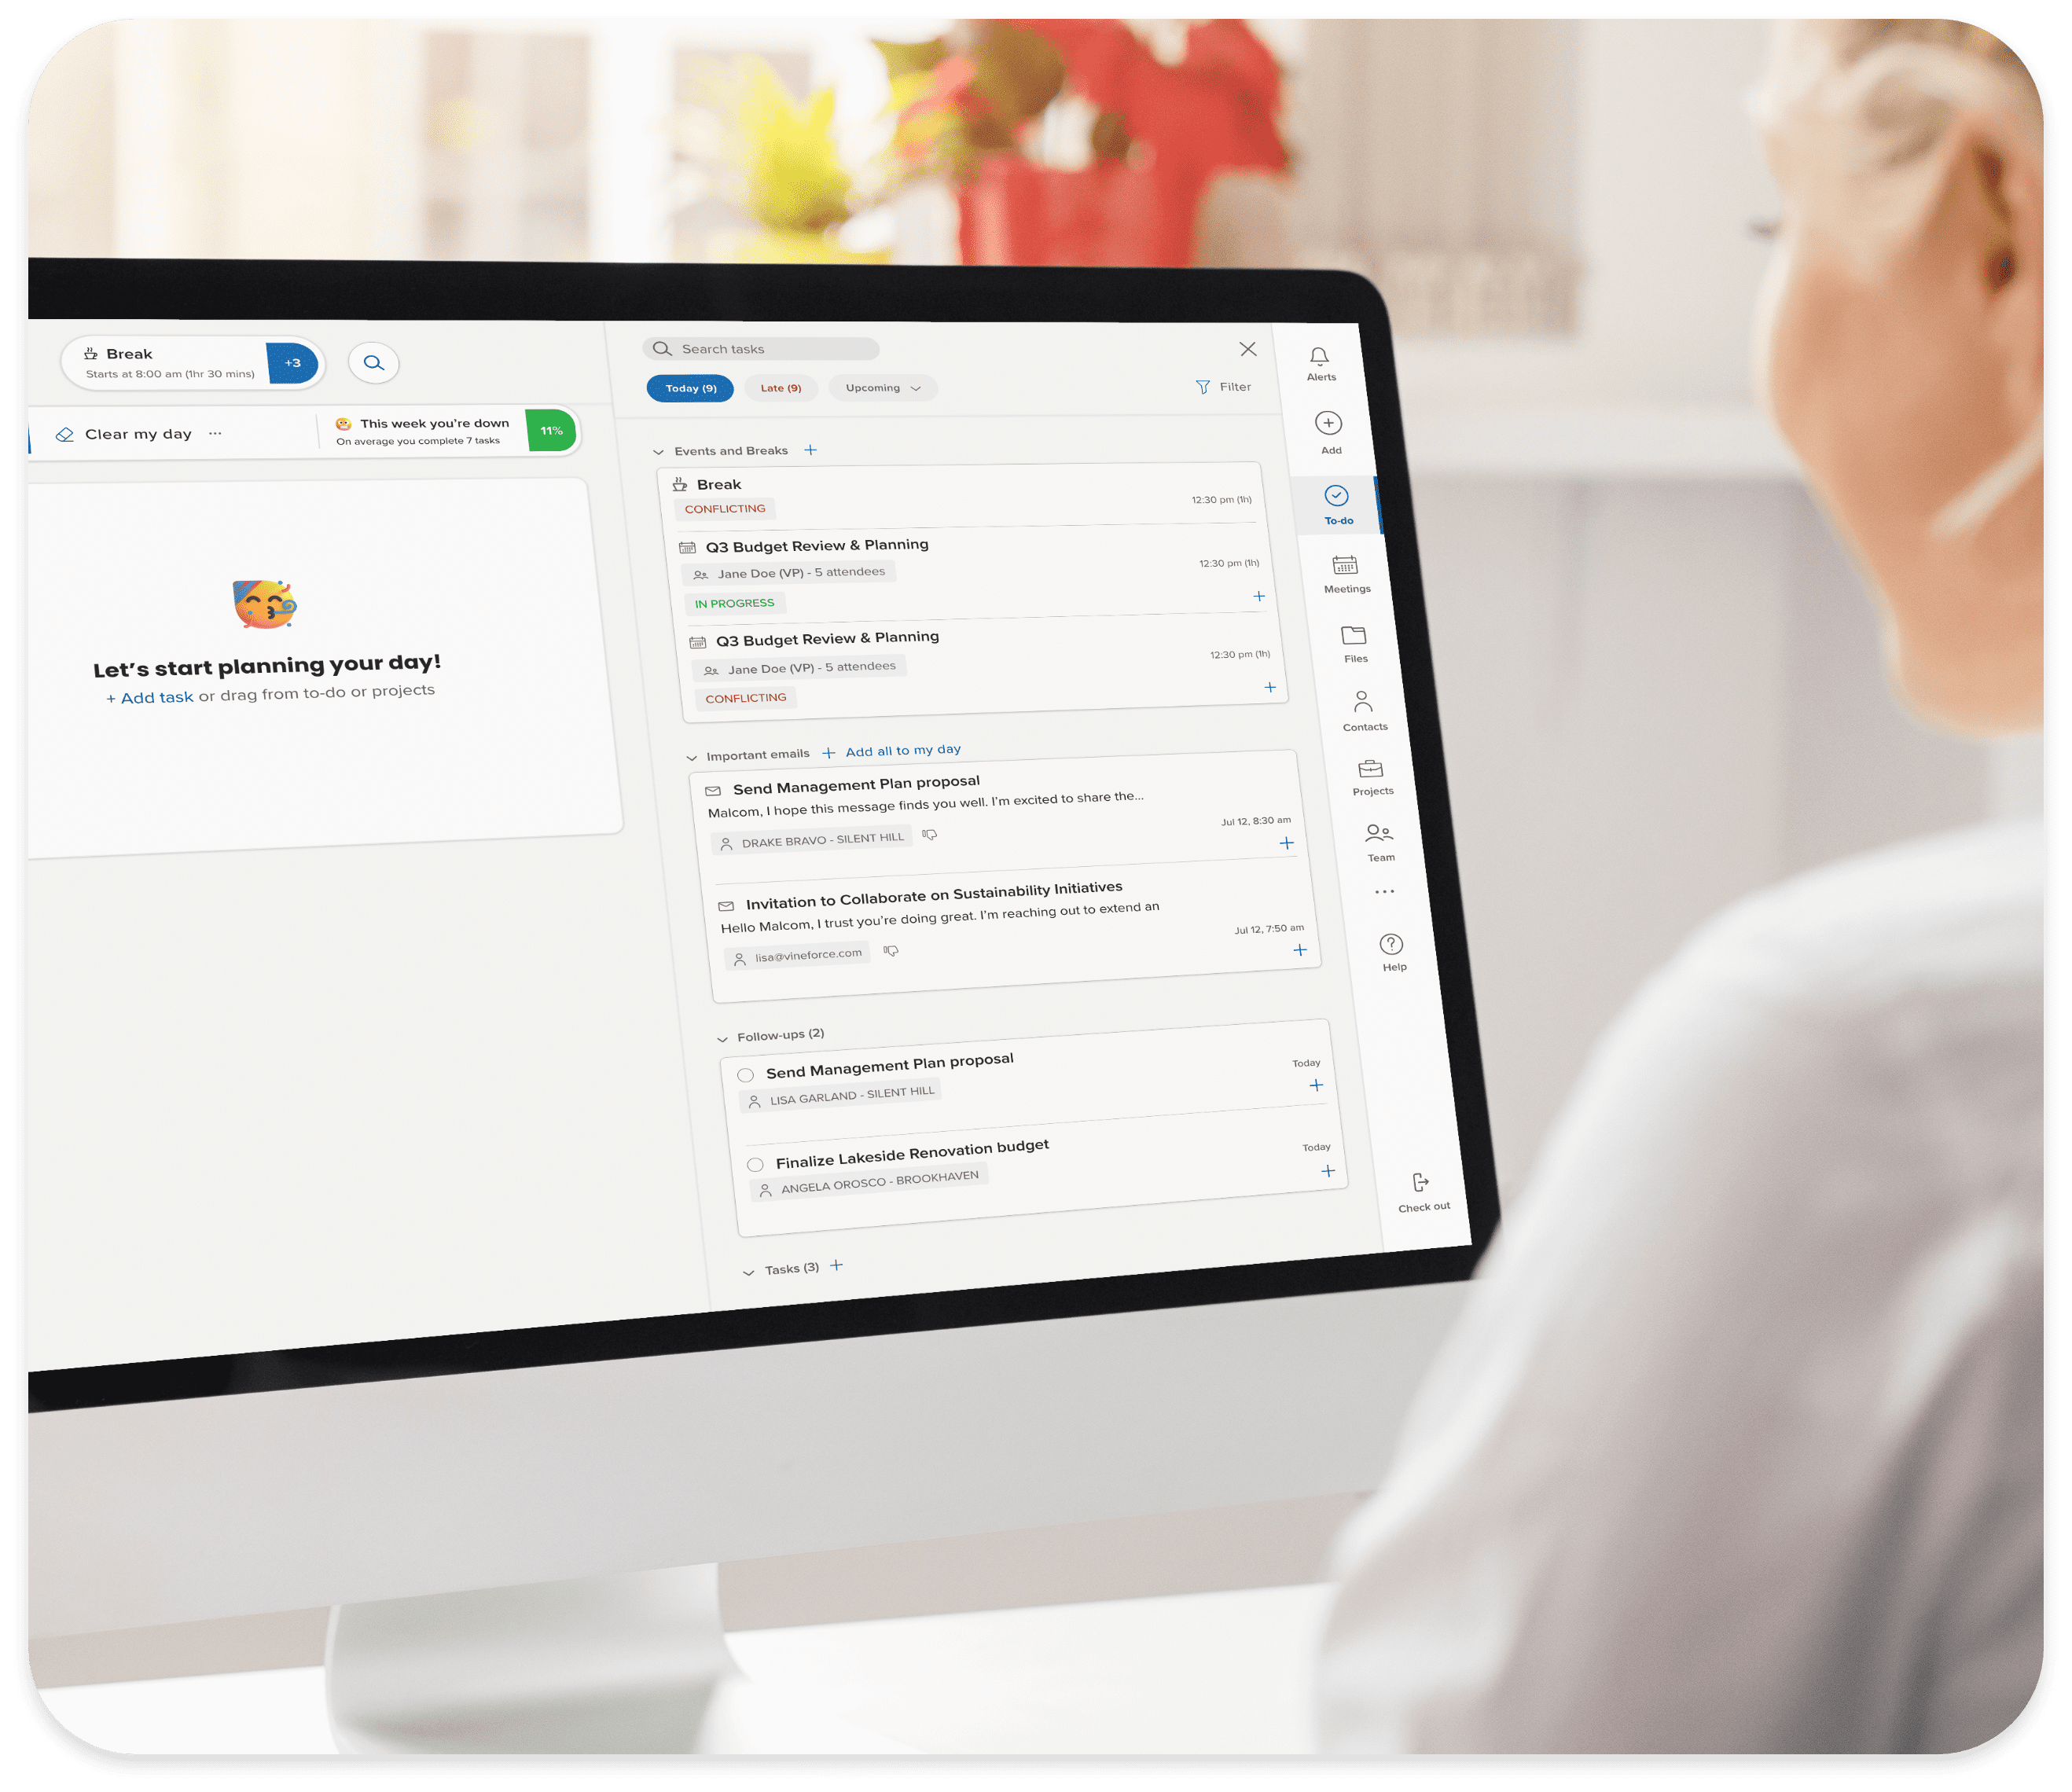 Break
Starts at 8:00 am (1hr 30 mins)
+3
Clear my day ...
This week you're down
On average you complete 7 tasks
11%
Let's start planning your day!
+ Add task or drag from to-do or projects
Search tasks
Today (9)
Late (9)
Upcoming
Filter
Events and Breaks +
Break
CONFLICTING
12:30 pm (1h)
Q3 Budget Review & Planning
Jane Doe (VP) - 5 attendees
12:30 pm (1h)
IN PROGRESS
+
Q3 Budget Review & Planning
Jane Doe (VP) - 5 attendees
12:30 pm (1h)
CONFLICTING
+
Important emails + Add all to my day
Send Management Plan proposal
Malcom, I hope this message finds you well. I'm excited to share the...
DRAKE BRAVO - SILENT HILL
Jul 12, 8:30 am
+
Invitation to Collaborate on Sustainability Initiatives
Hello Malcom, I trust you're doing great. I'm reaching out to extend an
lisa@vineforce.com
Jul 12, 7:50 am
+
Follow-ups (2)
Send Management Plan proposal
LISA GARLAND - SILENT HILL
Today
+
Finalize Lakeside Renovation budget
ANGELA OROSCO - BROOKHAVEN
Today
+
Tasks (3) +
Alerts
Add
To-do
Meetings
Files
Contacts
Projects
Team
...
Help
Check out